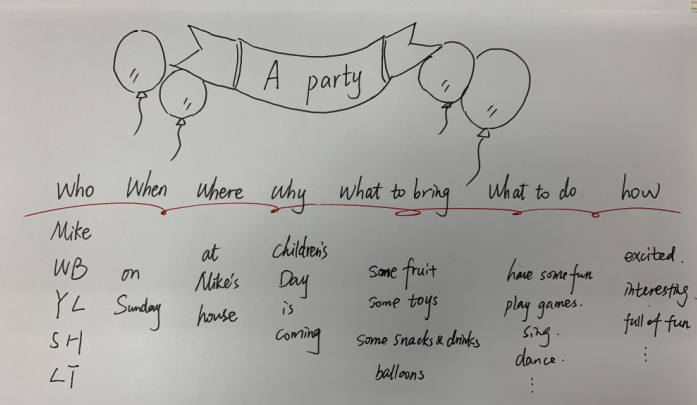 A party
Who When Where Why What to bring What to do how
Mike
WB
YL
SH
LT
on
Sunday
at
Mike's
house
Children's
Day
is
coming
some fruit
some toys
some snacks & drinks
balloons
have some fun
play games.
sing.
dance.
⋮
excited.
interesting.
full of fun
⋮